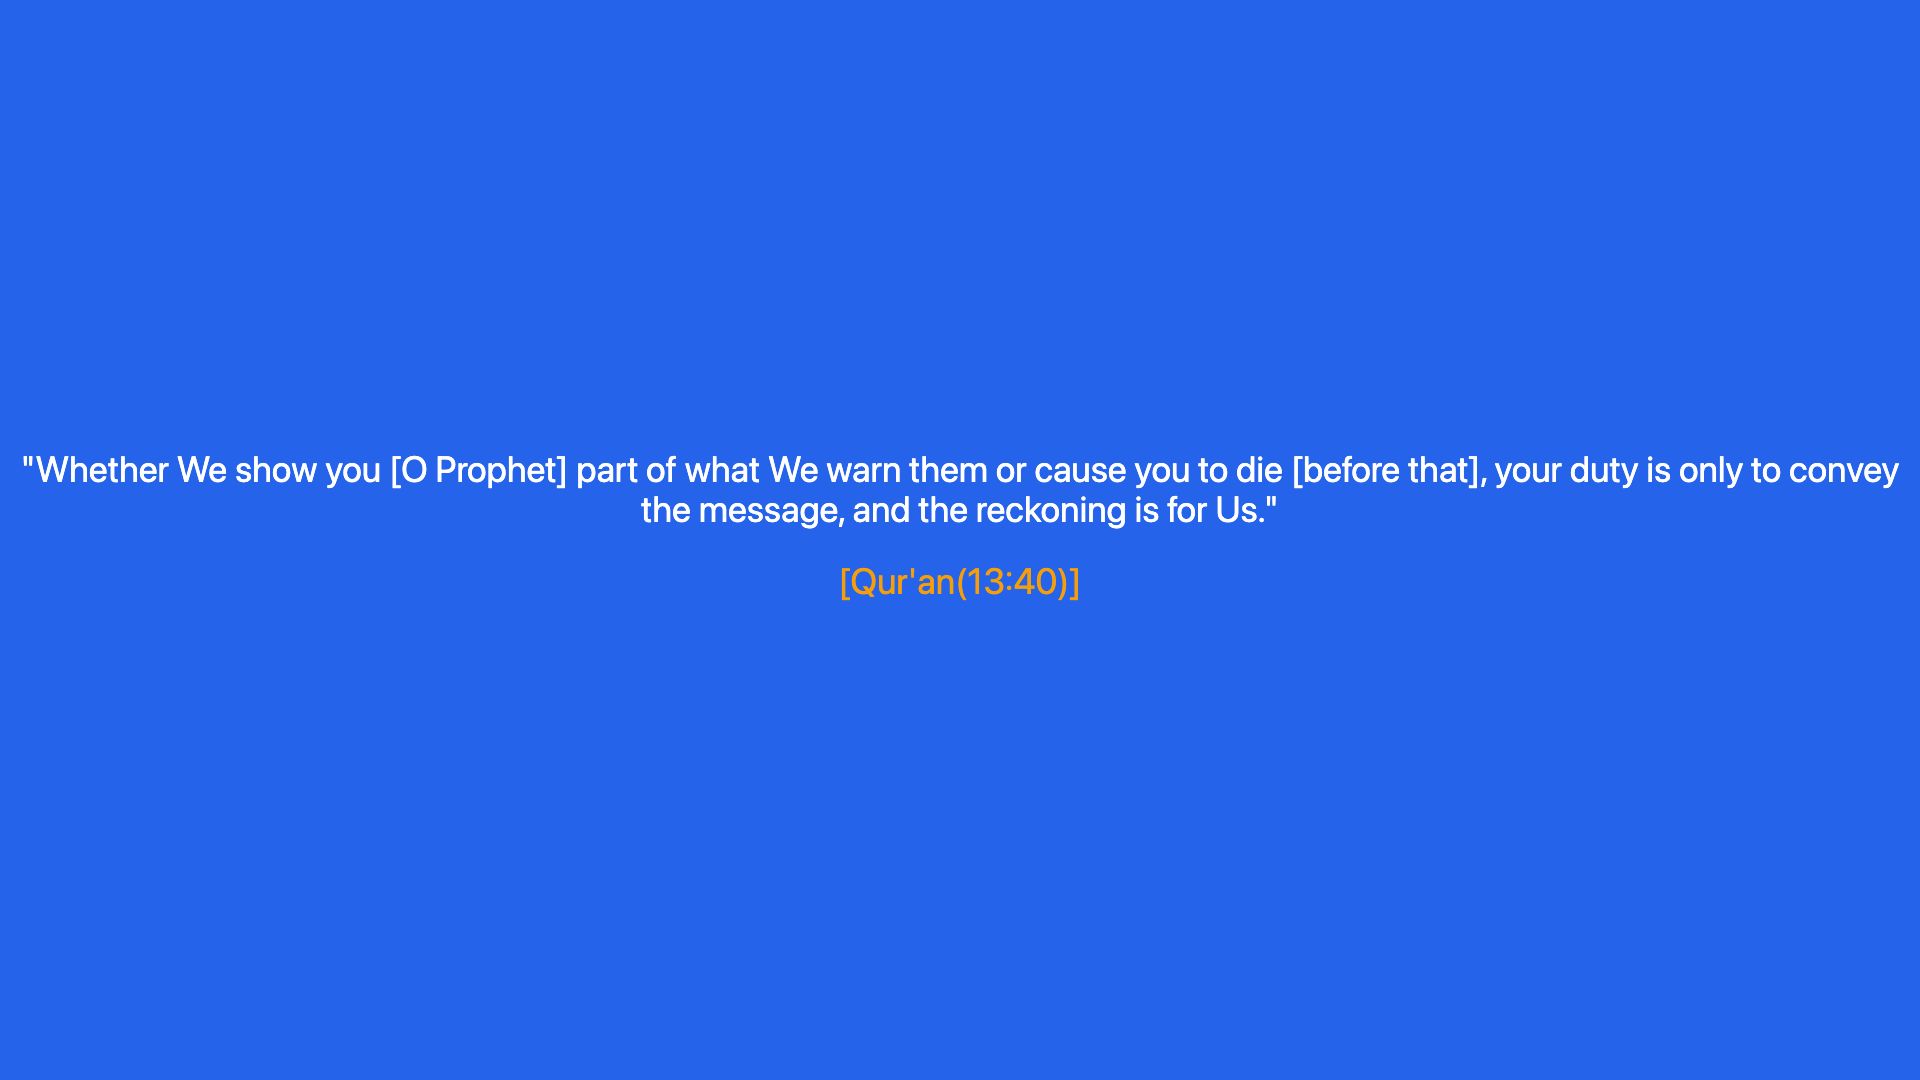 "Whether We show you [O Prophet] part of what We warn them or cause you to die [before that], your duty is only to convey
the message, and the reckoning is for Us."
[Qur'an(13:40)]